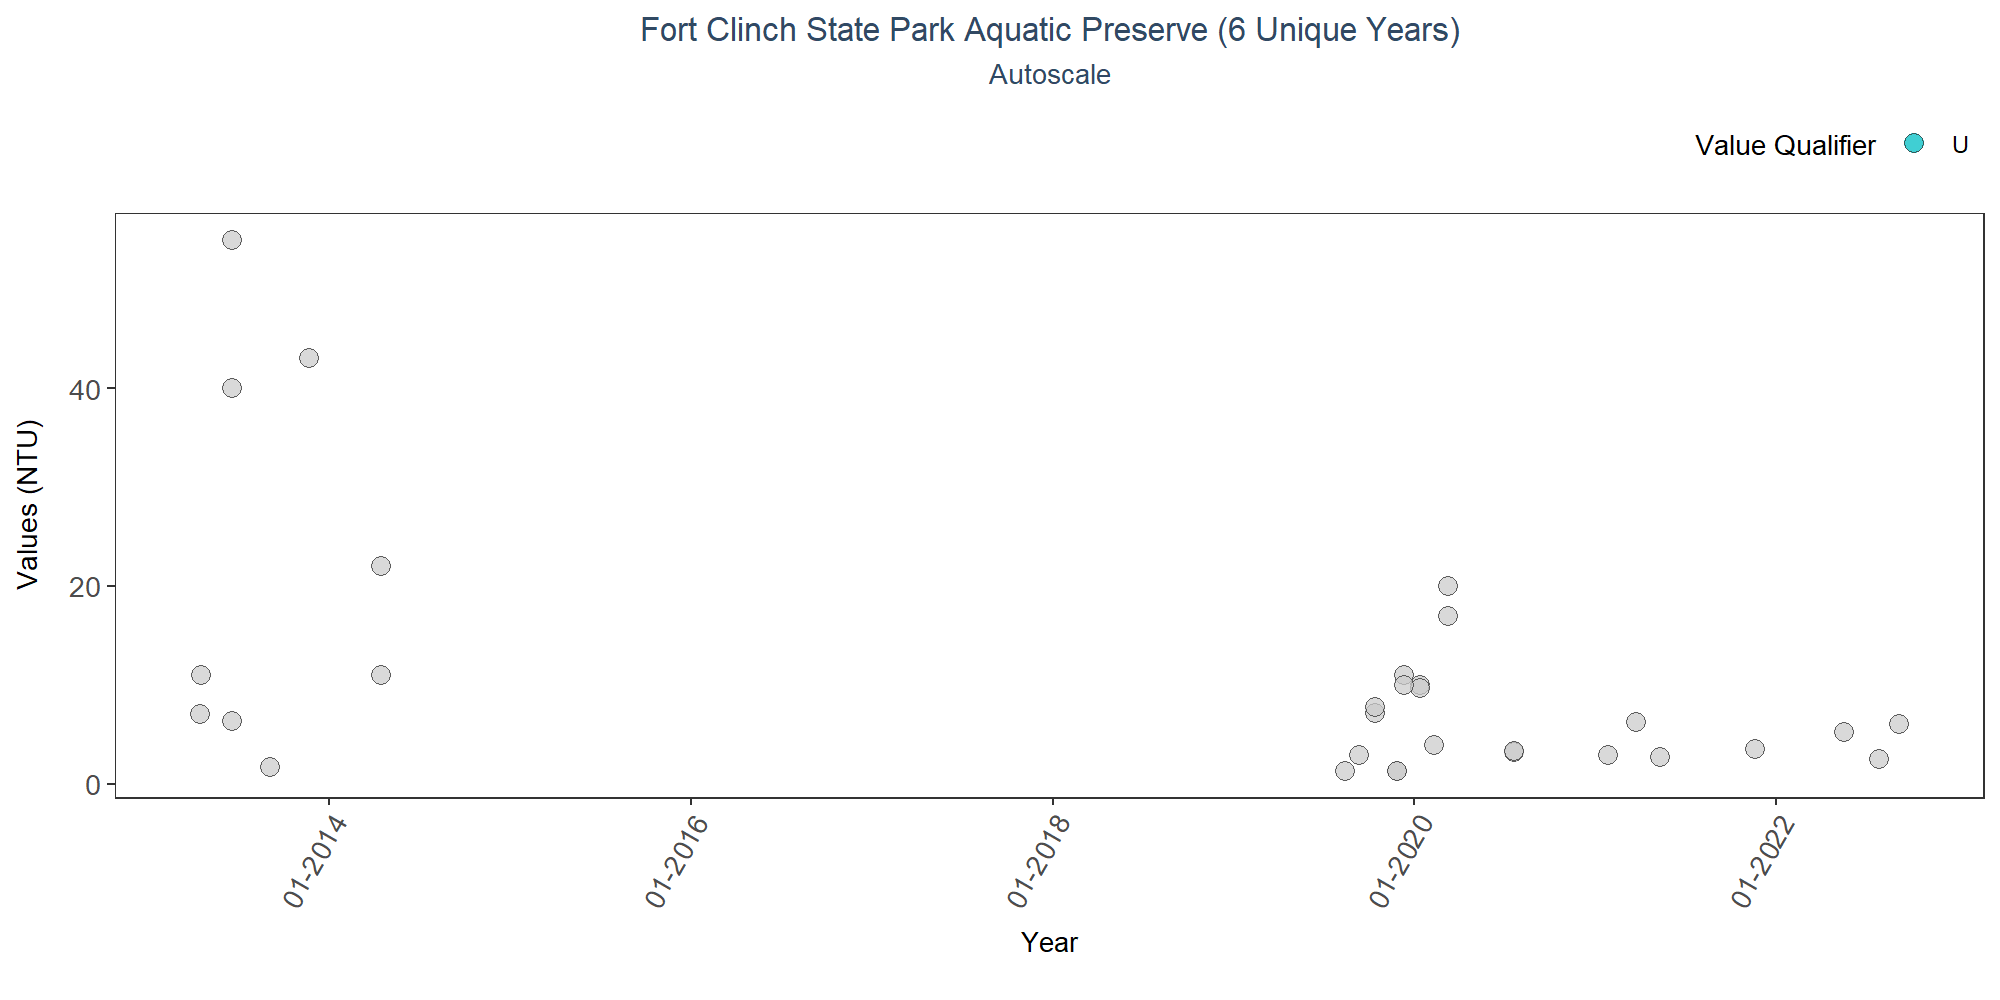 Fort Clinch State Park Aquatic Preserve (6 Unique Years)
Autoscale
Value Qualifier U
Values (NTU)
40
20
0
01-2014
01-2016
01-2018
01-2020
01-2022
Year